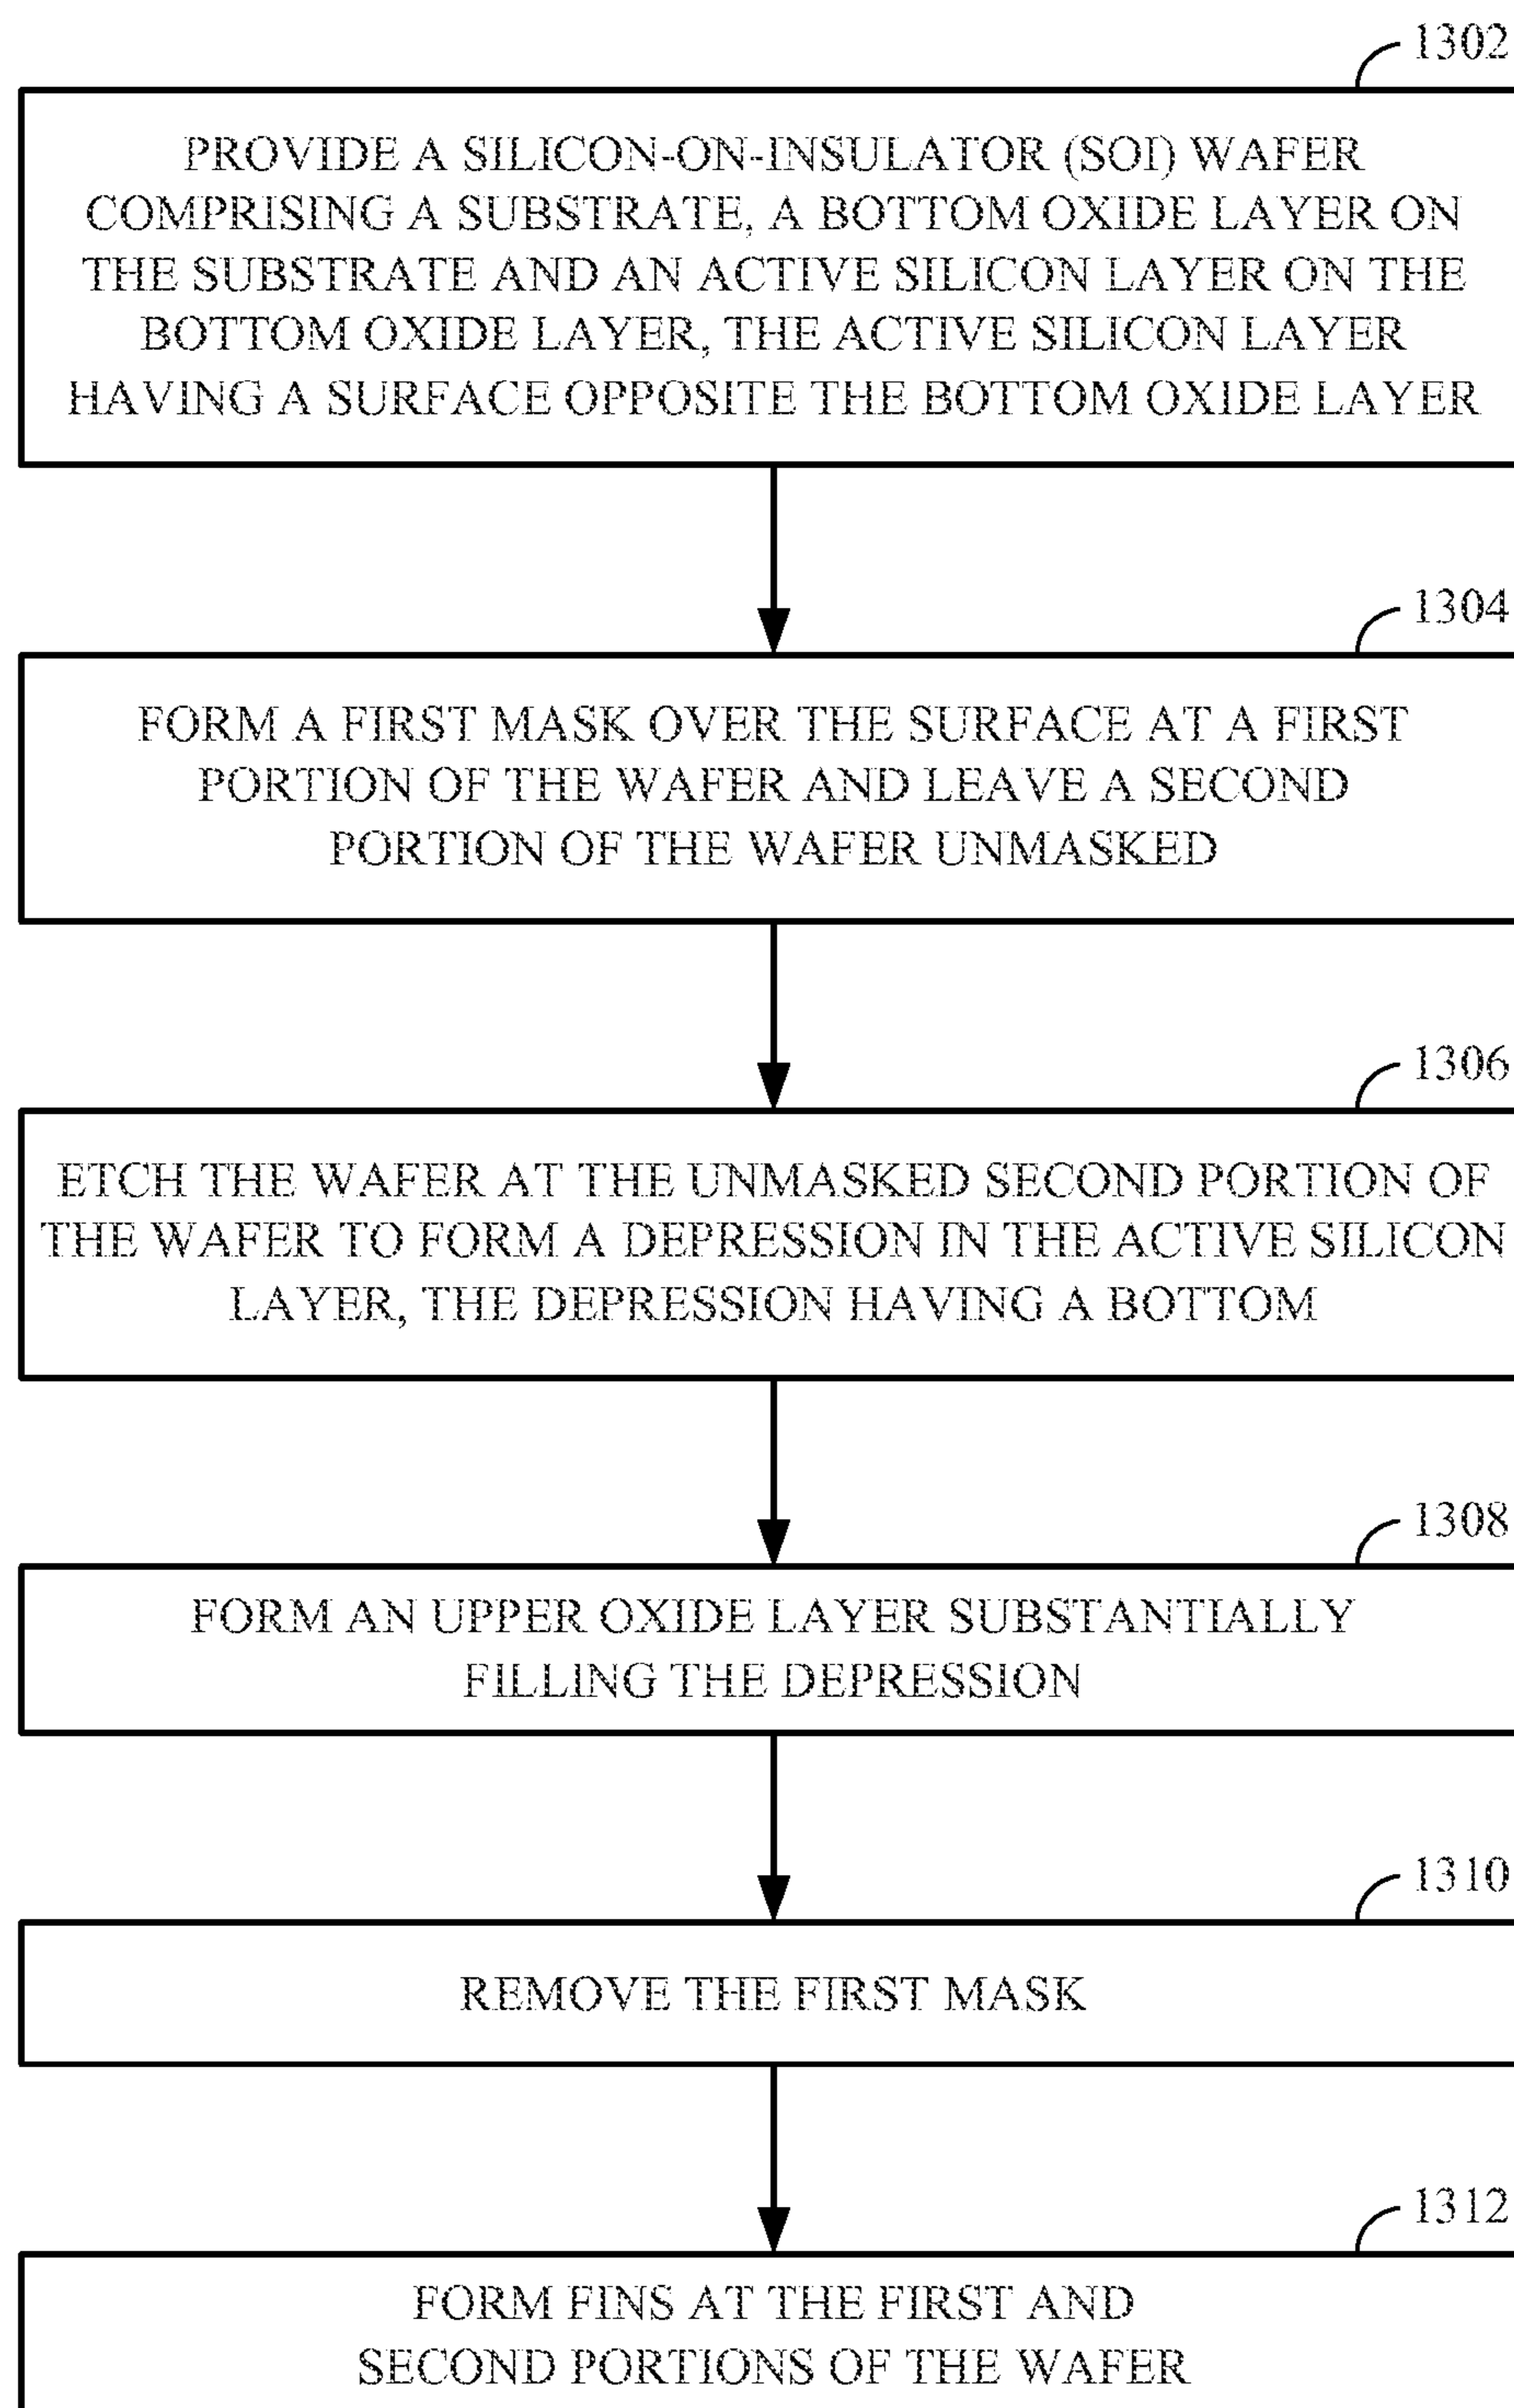 1302
PROVIDE A SILICON-ON-INSULATOR (SOI) WAFER
COMPRISING A SUBSTRATE, A BOTTOM OXIDE LAYER ON
THE SUBSTRATE AND AN ACTIVE SILICON LAYER ON THE
BOTTOM OXIDE LAYER, THE ACTIVE SILICON LAYER
HAVING A SURFACE OPPOSITE THE BOTTOM OXIDE LAYER
1304
FORM A FIRST MASK OVER THE SURFACE AT A FIRST
PORTION OF THE WAFER AND LEAVE A SECOND
PORTION OF THE WAFER UNMASKED
1306
ETCH THE WAFER AT THE UNMASKED SECOND PORTION OF
THE WAFER TO FORM A DEPRESSION IN THE ACTIVE SILICON
LAYER, THE DEPRESSION HAVING A BOTTOM
1308
FORM AN UPPER OXIDE LAYER SUBSTANTIALLY
FILLING THE DEPRESSION
1310
REMOVE THE FIRST MASK
1312
FORM FINS AT THE FIRST AND
SECOND PORTIONS OF THE WAFER